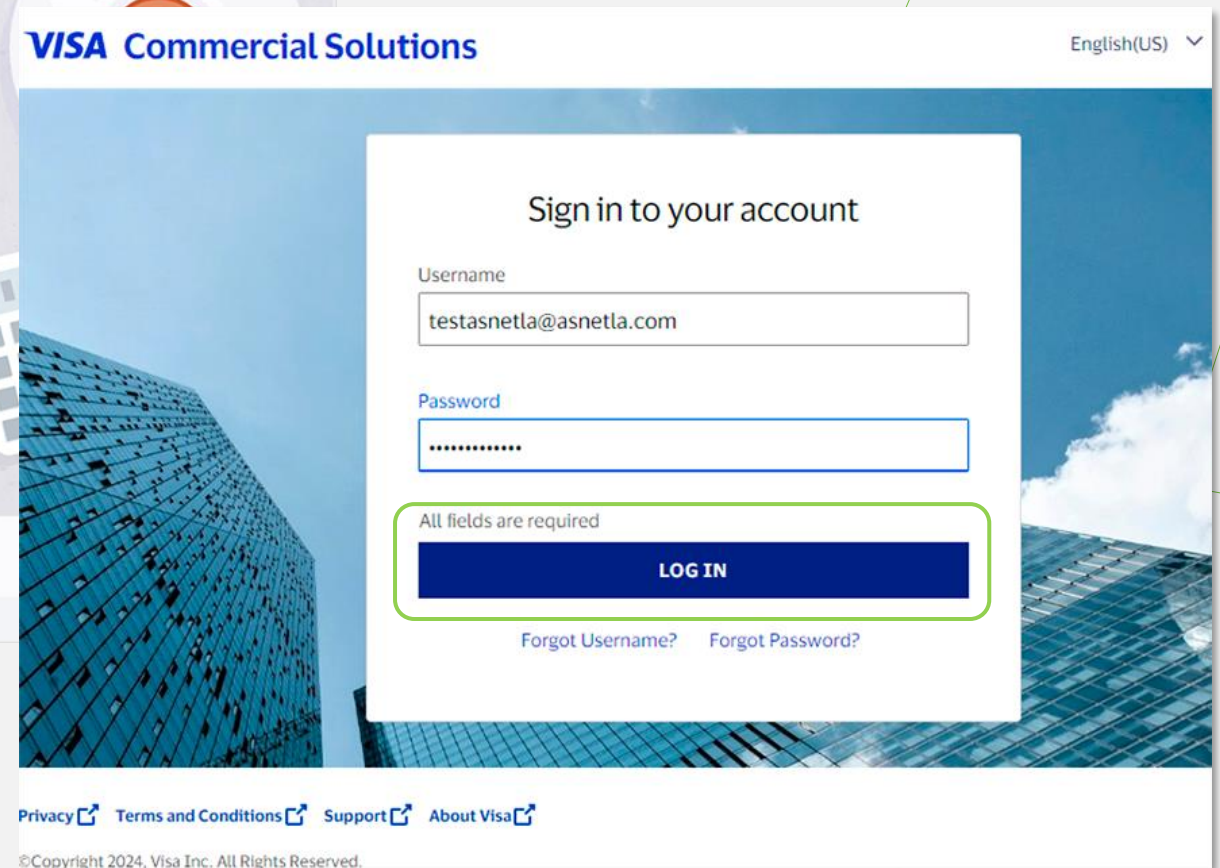 VISA Commercial Solutions
English(US)
Sign in to your account
Username
testasnetla@asnetla.com
Password
•••••••••••••
All fields are required
LOG IN
Forgot Username? Forgot Password?
Privacy Terms and Conditions Support About Visa
©Copyright 2024, Visa Inc. All Rights Reserved.